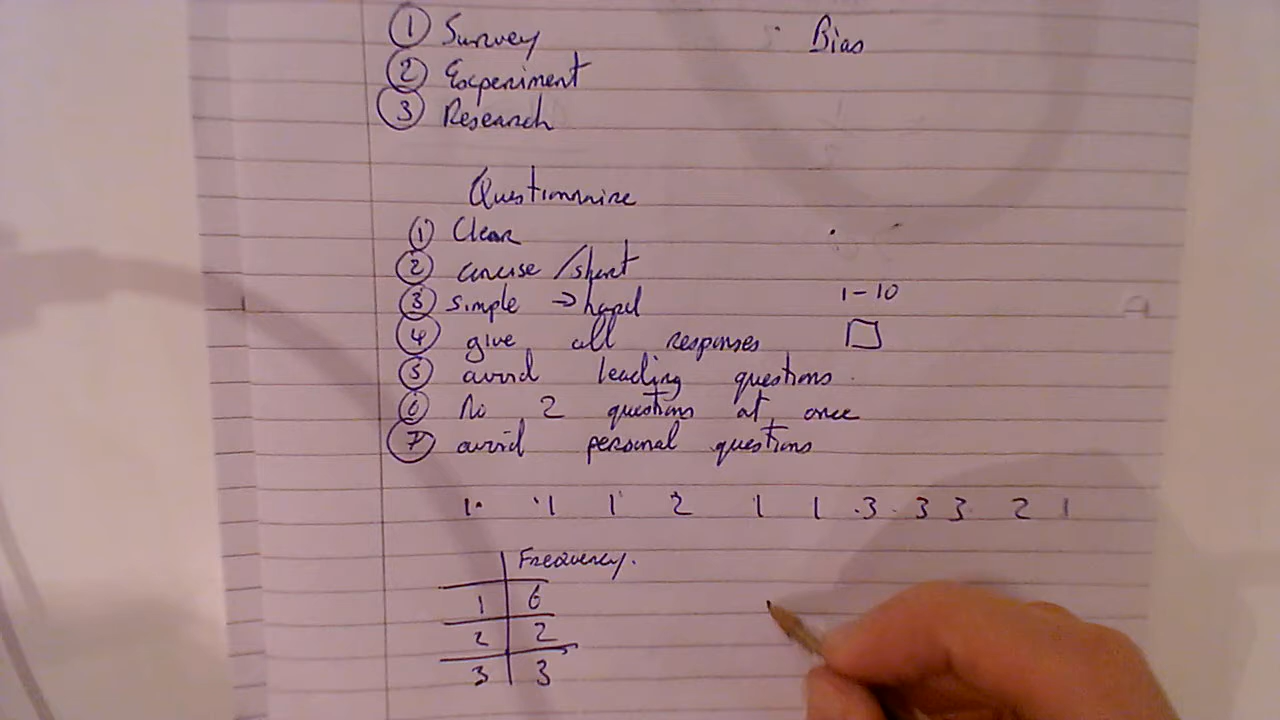 ① Survey Bias
② Experiment
③ Research
Questionnaire
① Clear
② concise / short
③ simple → hard
1-10
④ give all responses
⑤ avoid leading questions.
⑥ No 2 questions at once
⑦ avoid personal questions
1 1 1 2 1 1 3 3 3 2 1
Frequency.
1 6
2 2
3 3